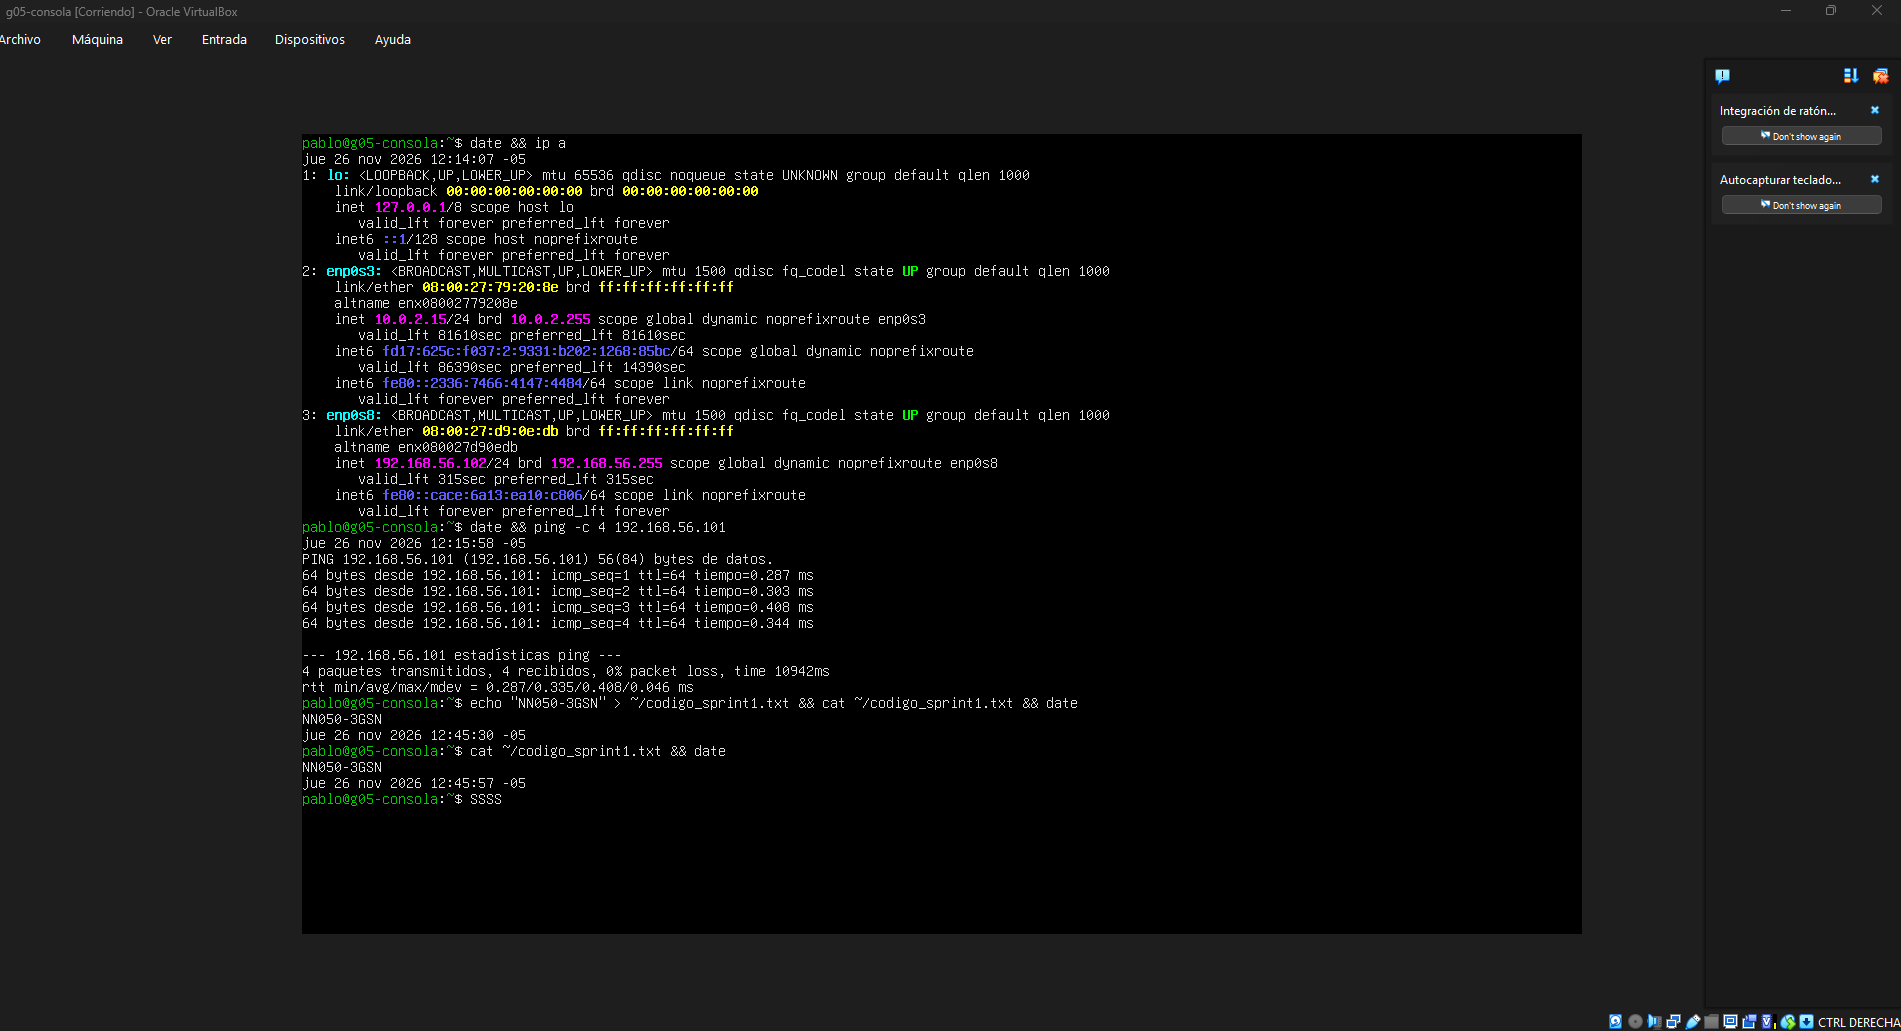 g05-consola [Corriendo] - Oracle VirtualBox
Archivo Máquina Ver Entrada Dispositivos Ayuda
Integración de ratón...
Don't show again
Autocapturar teclado...
Don't show again
pablo@g05-consola:~$ date && ip a
jue 26 nov 2026 12:14:07 -05
1: lo: <LOOPBACK,UP,LOWER_UP> mtu 65536 qdisc noqueue state UNKNOWN group default qlen 1000
link/loopback 00:00:00:00:00:00 brd 00:00:00:00:00:00
inet 127.0.0.1/8 scope host lo
valid_lft forever preferred_lft forever
inet6 ::1/128 scope host noprefixroute
valid_lft forever preferred_lft forever
2: enp0s3: <BROADCAST,MULTICAST,UP,LOWER_UP> mtu 1500 qdisc fq_codel state UP group default qlen 1000
link/ether 08:00:27:79:20:8e brd ff:ff:ff:ff:ff:ff
altname enx08002779208e
inet 10.0.2.15/24 brd 10.0.2.255 scope global dynamic noprefixroute enp0s3
valid_lft 81610sec preferred_lft 81610sec
inet6 fd17:625c:f037:2:9331:b202:1268:85bc/64 scope global dynamic noprefixroute
valid_lft 86390sec preferred_lft 14390sec
inet6 fe80::2336:7466:4147:4484/64 scope link noprefixroute
valid_lft forever preferred_lft forever
3: enp0s8: <BROADCAST,MULTICAST,UP,LOWER_UP> mtu 1500 qdisc fq_codel state UP group default qlen 1000
link/ether 08:00:27:d9:0e:db brd ff:ff:ff:ff:ff:ff
altname enx080027d90edb
inet 192.168.56.102/24 brd 192.168.56.255 scope global dynamic noprefixroute enp0s8
valid_lft 315sec preferred_lft 315sec
inet6 fe80::cace:6a13:ea10:c806/64 scope link noprefixroute
valid_lft forever preferred_lft forever
pablo@g05-consola:~$ date && ping -c 4 192.168.56.101
jue 26 nov 2026 12:15:58 -05
PING 192.168.56.101 (192.168.56.101) 56(84) bytes de datos.
64 bytes desde 192.168.56.101: icmp_seq=1 ttl=64 tiempo=0.287 ms
64 bytes desde 192.168.56.101: icmp_seq=2 ttl=64 tiempo=0.303 ms
64 bytes desde 192.168.56.101: icmp_seq=3 ttl=64 tiempo=0.408 ms
64 bytes desde 192.168.56.101: icmp_seq=4 ttl=64 tiempo=0.344 ms
--- 192.168.56.101 estadísticas ping ---
4 paquetes transmitidos, 4 recibidos, 0% packet loss, time 10942ms
rtt min/avg/max/mdev = 0.287/0.335/0.408/0.046 ms
pablo@g05-consola:~$ echo "NN050-3GSN" > ~/codigo_sprint1.txt && cat ~/codigo_sprint1.txt && date
NN050-3GSN
jue 26 nov 2026 12:45:30 -05
pablo@g05-consola:~$ cat ~/codigo_sprint1.txt && date
NN050-3GSN
jue 26 nov 2026 12:45:57 -05
pablo@g05-consola:~$ SSSS
CTRL DERECHA